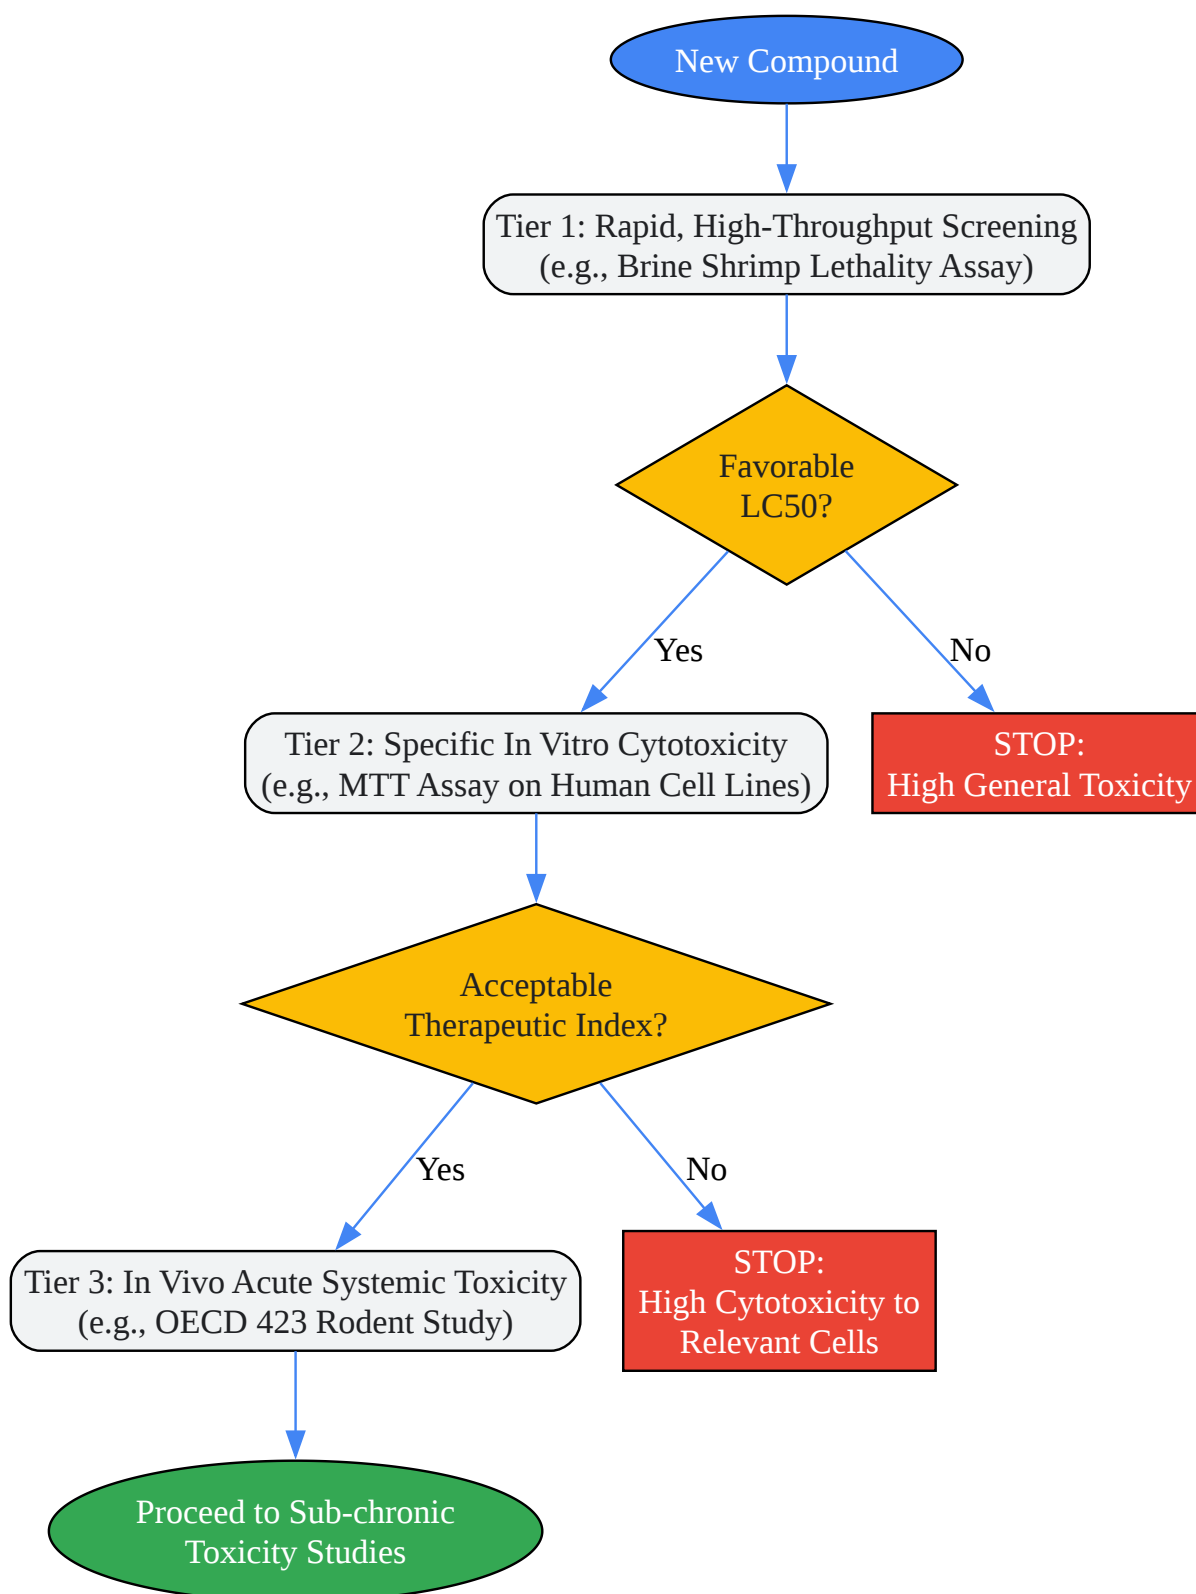 New Compound
Tier 1: Rapid, High-Throughput Screening
(e.g., Brine Shrimp Lethality Assay)
Favorable
LC50?
Yes
No
Tier 2: Specific In Vitro Cytotoxicity
(e.g., MTT Assay on Human Cell Lines)
STOP:
High General Toxicity
Acceptable
Therapeutic Index?
Yes
No
Tier 3: In Vivo Acute Systemic Toxicity
(e.g., OECD 423 Rodent Study)
STOP:
High Cytotoxicity to
Relevant Cells
Proceed to Sub-chronic
Toxicity Studies